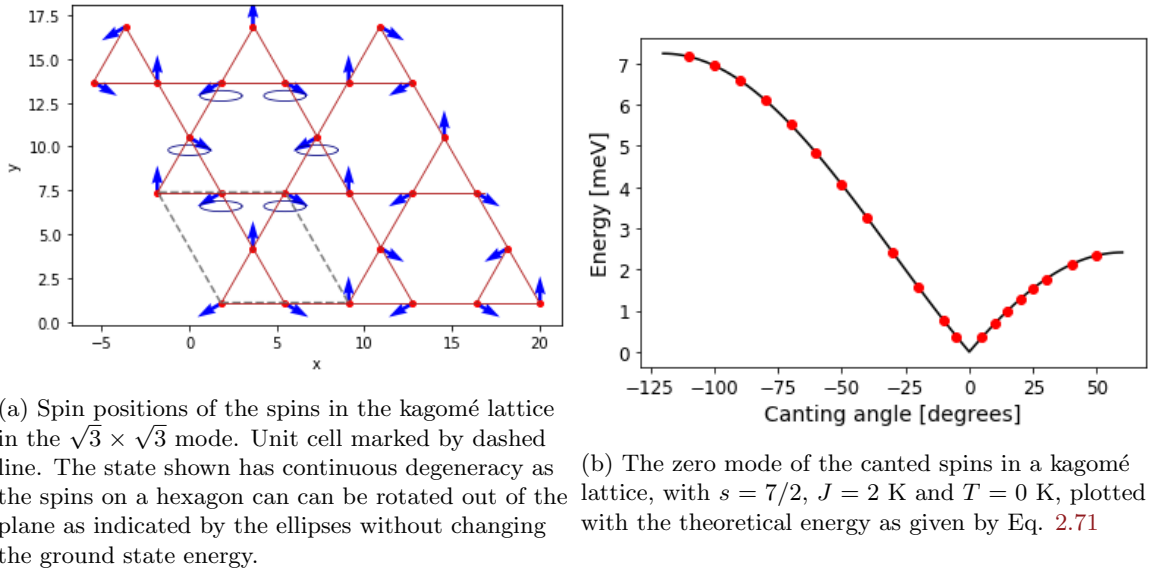 17.5
15.0
12.5
10.0
7.5
5.0
2.5
0.0
y
−5
0
5
10
15
20
x
(a) Spin positions of the spins in the kagomé lattice
in the √3 × √3 mode. Unit cell marked by dashed
line. The state shown has continuous degeneracy as
the spins on a hexagon can can be rotated out of the
plane as indicated by the ellipses without changing
the ground state energy.
7
6
5
4
3
2
1
0
Energy [meV]
−125
−100
−75
−50
−25
0
25
50
Canting angle [degrees]
(b) The zero mode of the canted spins in a kagomé
lattice, with s = 7/2, J = 2 K and T = 0 K, plotted
with the theoretical energy as given by Eq. 2.71